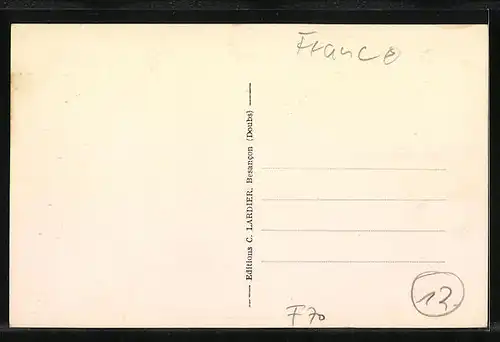 France
Editions C. LARDIER, Besançon (Doubs)
F70
12.